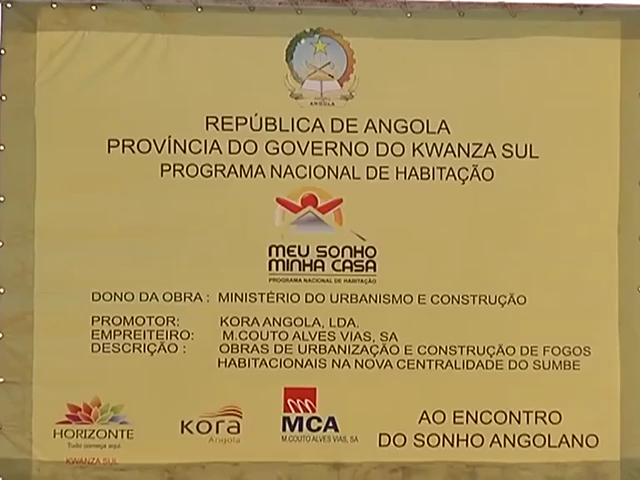 ANGOLA
REPÚBLICA DE ANGOLA
PROVÍNCIA DO GOVERNO DO KWANZA SUL
PROGRAMA NACIONAL DE HABITAÇÃO
MEU SONHO
MINHA CASA
PROGRAMA NACIONAL DE HABITAÇÃO
DONO DA OBRA : MINISTÉRIO DO URBANISMO E CONSTRUÇÃO
PROMOTOR: KORA ANGOLA, LDA.
EMPREITEIRO: M.COUTO ALVES VIAS, SA
DESCRIÇÃO : OBRAS DE URBANIZAÇÃO E CONSTRUÇÃO DE FOGOS
HABITACIONAIS NA NOVA CENTRALIDADE DO SUMBE
HORIZONTE
Tudo começa aqui.
KWANZA SUL
kora
Angola
MCA
M.COUTO ALVES VIAS, SA
AO ENCONTRO
DO SONHO ANGOLANO